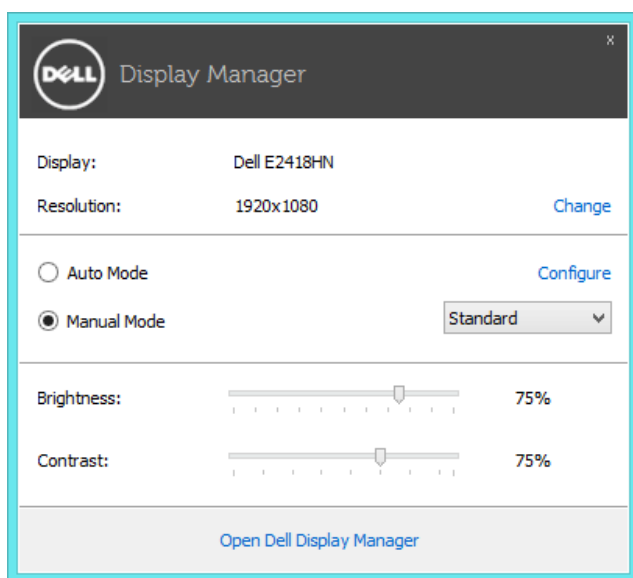 DELL Display Manager x
Display: Dell E2418HN
Resolution: 1920x1080 Change
Auto Mode Configure
Manual Mode Standard
Brightness: 75%
Contrast: 75%
Open Dell Display Manager